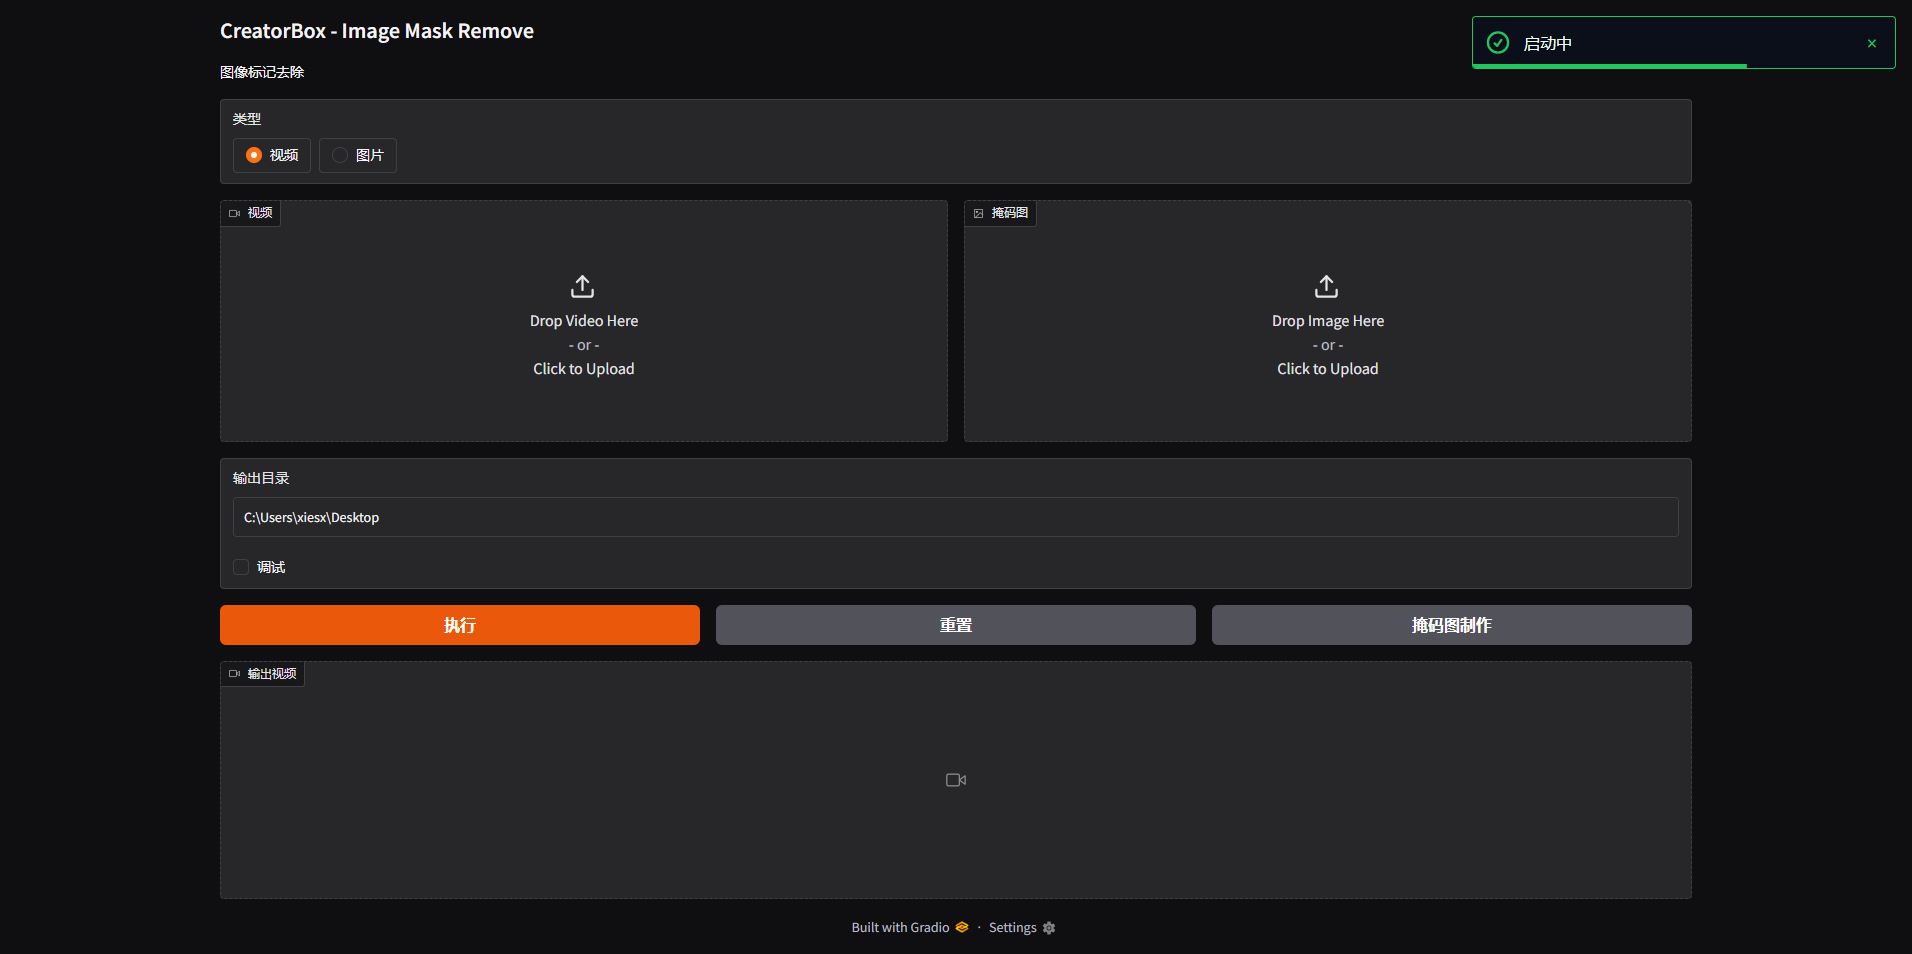 CreatorBox - Image Mask Remove
启动中
图像标记去除
类型
视频
图片
视频
掩码图
Drop Video Here
- or -
Click to Upload
Drop Image Here
- or -
Click to Upload
输出目录
C:\Users\xiesx\Desktop
调试
执行
重置
掩码图制作
输出视频
Built with Gradio · Settings